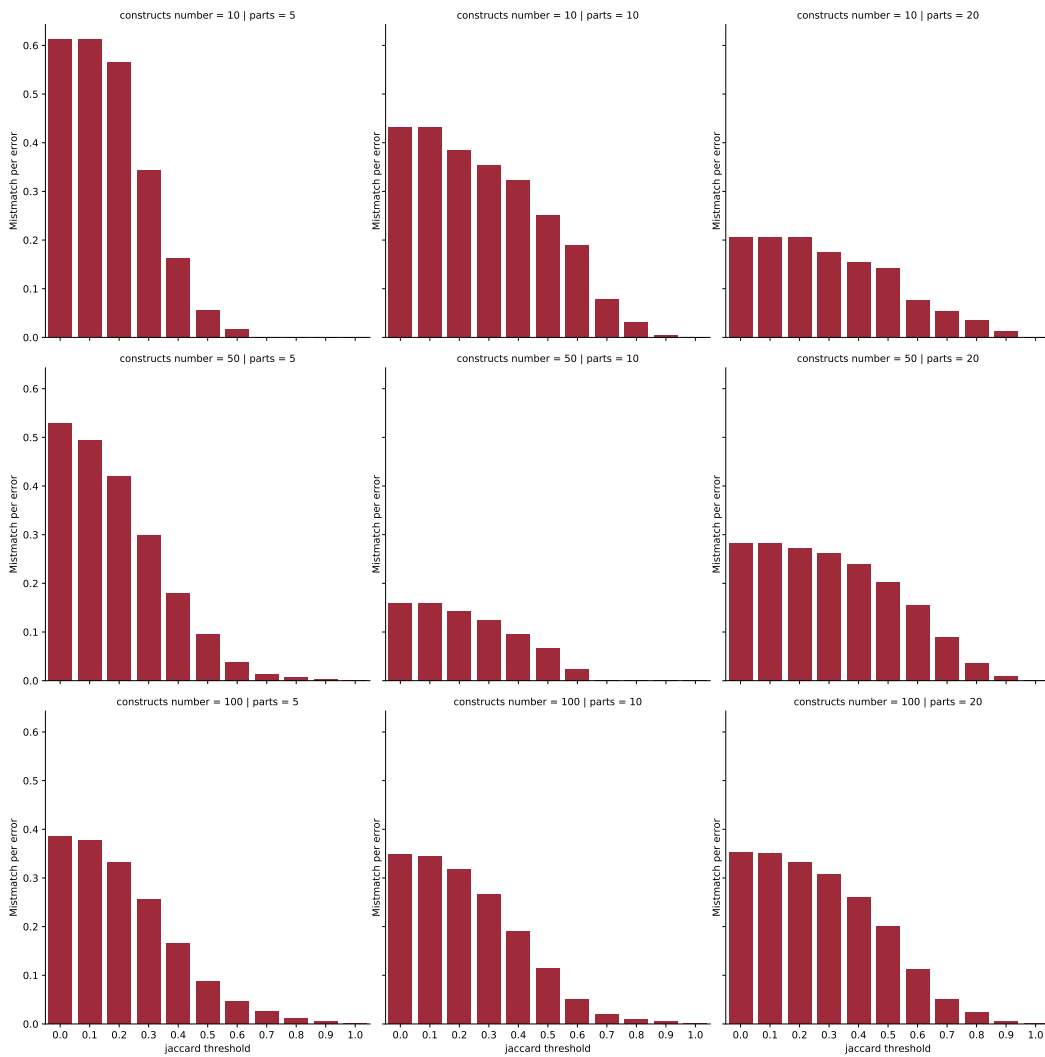 constructs number = 10 | parts = 5
constructs number = 10 | parts = 10
constructs number = 10 | parts = 20
Mistmatch per error
0.6
0.5
0.4
0.3
0.2
0.1
0.0
Mistmatch per error
Mistmatch per error
constructs number = 50 | parts = 5
constructs number = 50 | parts = 10
constructs number = 50 | parts = 20
Mistmatch per error
0.6
0.5
0.4
0.3
0.2
0.1
0.0
Mistmatch per error
Mistmatch per error
constructs number = 100 | parts = 5
constructs number = 100 | parts = 10
constructs number = 100 | parts = 20
Mistmatch per error
0.6
0.5
0.4
0.3
0.2
0.1
0.0
Mistmatch per error
Mistmatch per error
0.0 0.1 0.2 0.3 0.4 0.5 0.6 0.7 0.8 0.9 1.0
0.0 0.1 0.2 0.3 0.4 0.5 0.6 0.7 0.8 0.9 1.0
0.0 0.1 0.2 0.3 0.4 0.5 0.6 0.7 0.8 0.9 1.0
jaccard threshold
jaccard threshold
jaccard threshold